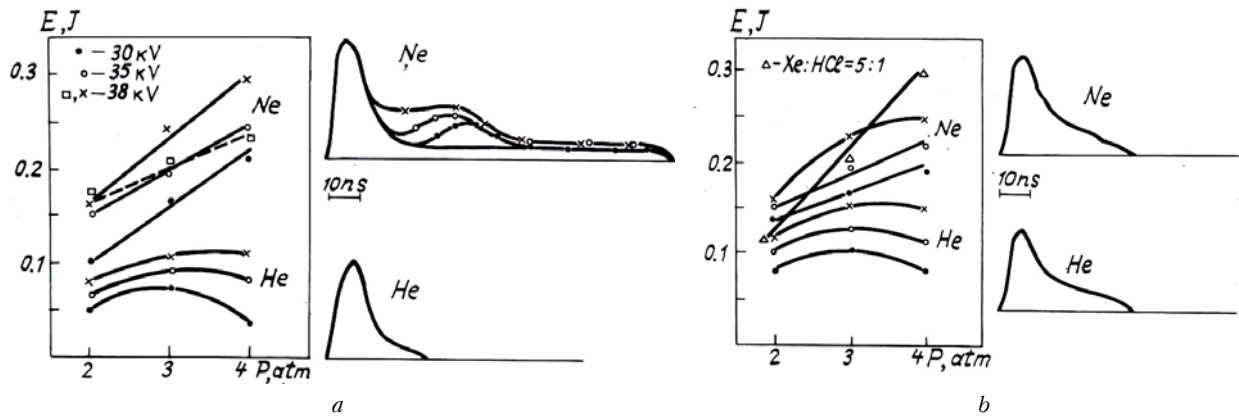 E,J
• – 30 кV
○ – 35 кV
□, × – 38 кV
0.3
0.2
0.1
Ne
He
2
3
4
P, atm
Ne
10ns
He
a
E,J
△ – Xe:HCl = 5:1
0.3
0.2
0.1
Ne
He
2
3
4
P, atm
Ne
10ns
He
b